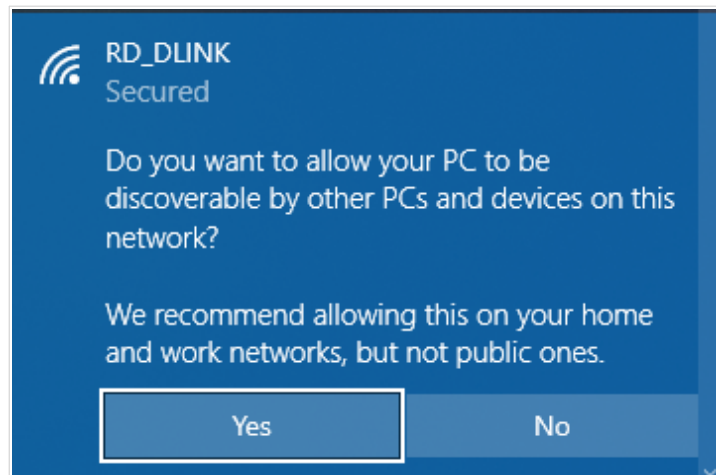 RD_DLINK
Secured
Do you want to allow your PC to be
discoverable by other PCs and devices on this
network?
We recommend allowing this on your home
and work networks, but not public ones.
Yes
No